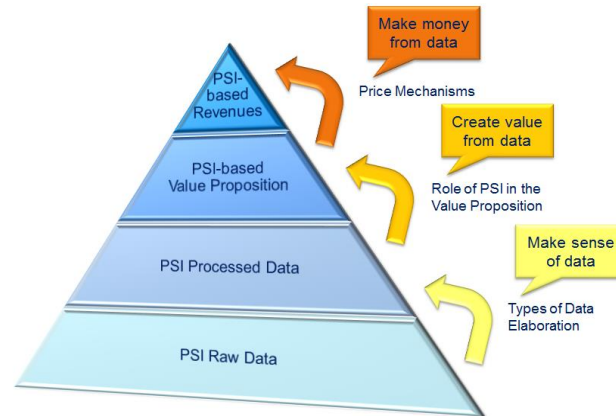 Make money
from data
PSI-
based
Revenues
Price Mechanisms
Create value
from data
PSI-based
Value Proposition
Role of PSI in the
Value Proposition
Make sense
of data
PSI Processed Data
Types of Data
Elaboration
PSI Raw Data